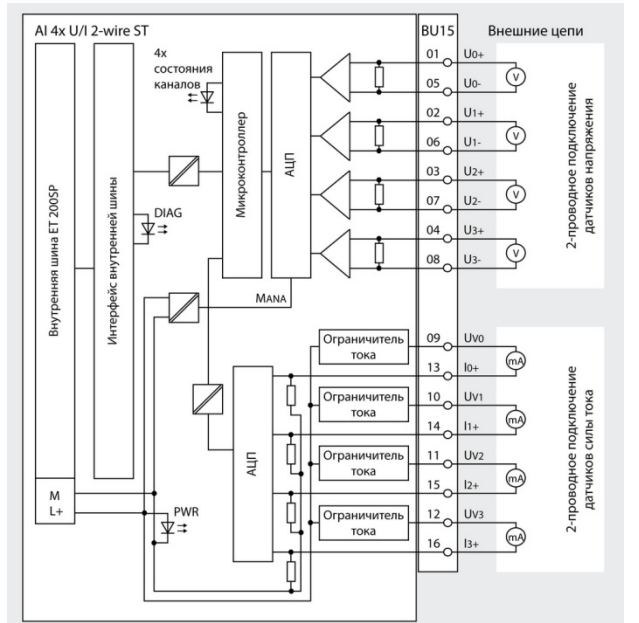 AI 4x U/I 2-wire ST
BU15
Внешние цепи
4x
состояния
каналов
Внутренняя шина ET 200SP
Интерфейс внутренней шины
DIAG
Микроконтроллер
АЦП
MANA
01 U0+
05 U0-
V
02 U1+
06 U1-
V
03 U2+
07 U2-
V
04 U3+
08 U3-
V
2-проводное подключение
датчиков напряжения
АЦП
Ограничитель
тока
09 UV0
13 I0+
mA
Ограничитель
тока
10 UV1
14 I1+
mA
Ограничитель
тока
11 UV2
15 I2+
mA
Ограничитель
тока
12 UV3
16 I3+
mA
2-проводное подключение
датчиков силы тока
M
L+
PWR